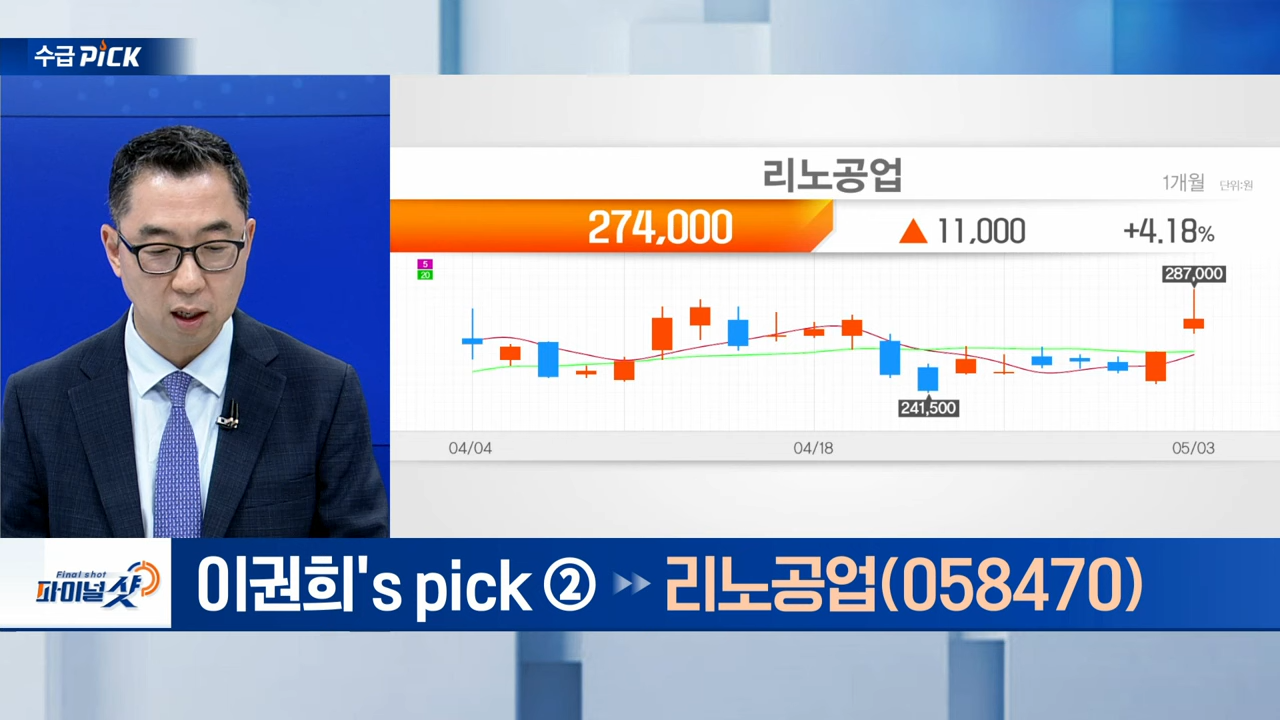 수급 PiCK
리노공업
1개월 단위:원
274,000 ▲ 11,000 +4.18%
5
20
287,000
241,500
04/04 04/18 05/03
Final shot
파이널샷
이권희's pick ② ▸▸ 리노공업(058470)